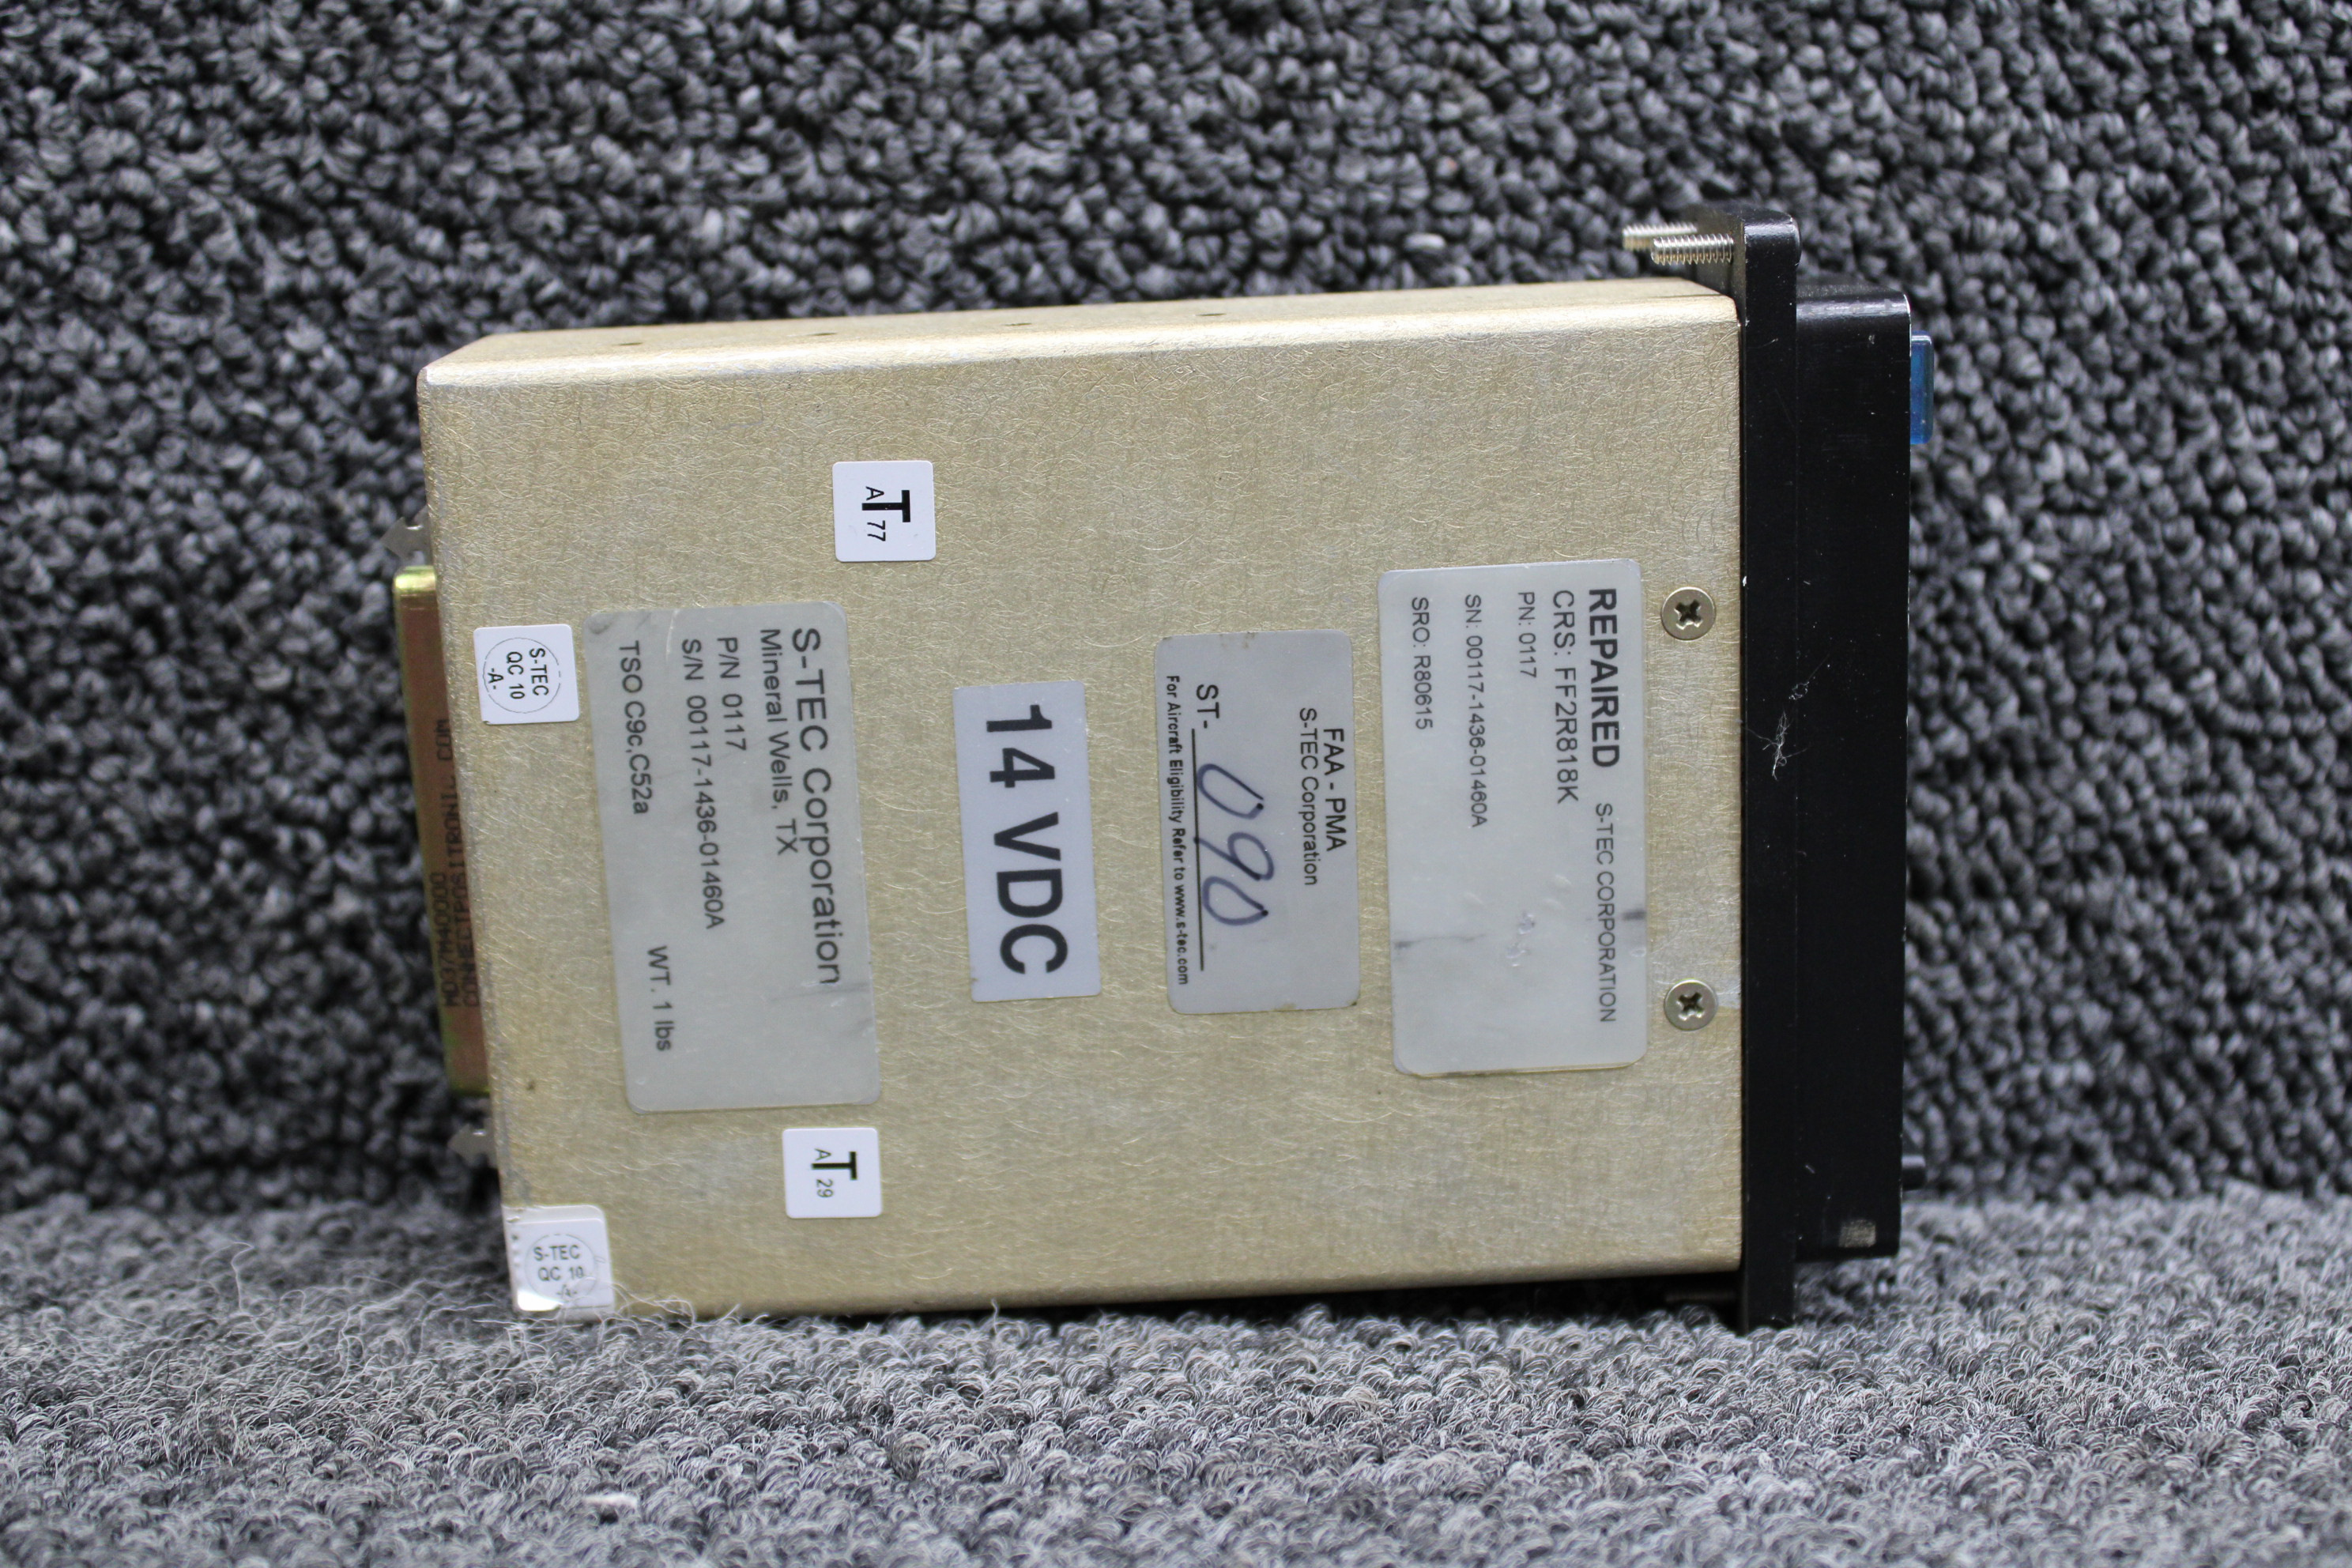 REPAIRED S-TEC CORPORATION
CRS: FF2R818K
PN: 0117
SN: 00117-1436-01460A
SRO: R80615
FAA - PMA
S-TEC Corporation
ST- 090
For Aircraft Eligibility Refer to www.s-tec.com
14 VDC
S-TEC Corporation
Mineral Wells, TX
P/N 0117
S/N 00117-1436-01460A
TSO C9c,C52a WT. 1 lbs
A T 77
A T 29
S-TEC
QC 10
-A-
S-TEC
QC 10
-A-